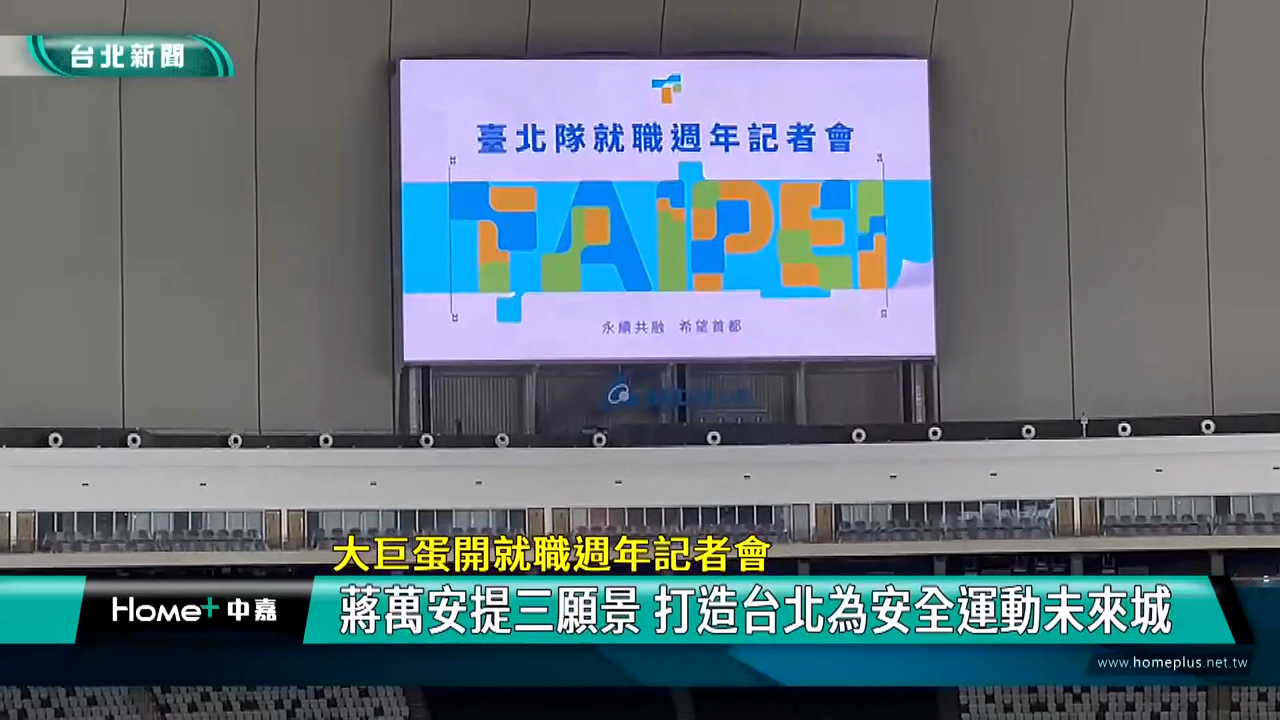 台北新聞
臺北隊就職週年記者會
TAIPEI
永續共融 希望首都
大巨蛋開就職週年記者會
Home+中嘉
蔣萬安提三願景 打造台北為安全運動未來城
www.homeplus.net.tw